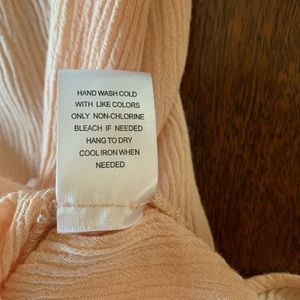 HAND WASH COLD
WITH LIKE COLORS
ONLY NON-CHLORINE
BLEACH IF NEEDED
HANG TO DRY
COOL IRON WHEN
NEEDED